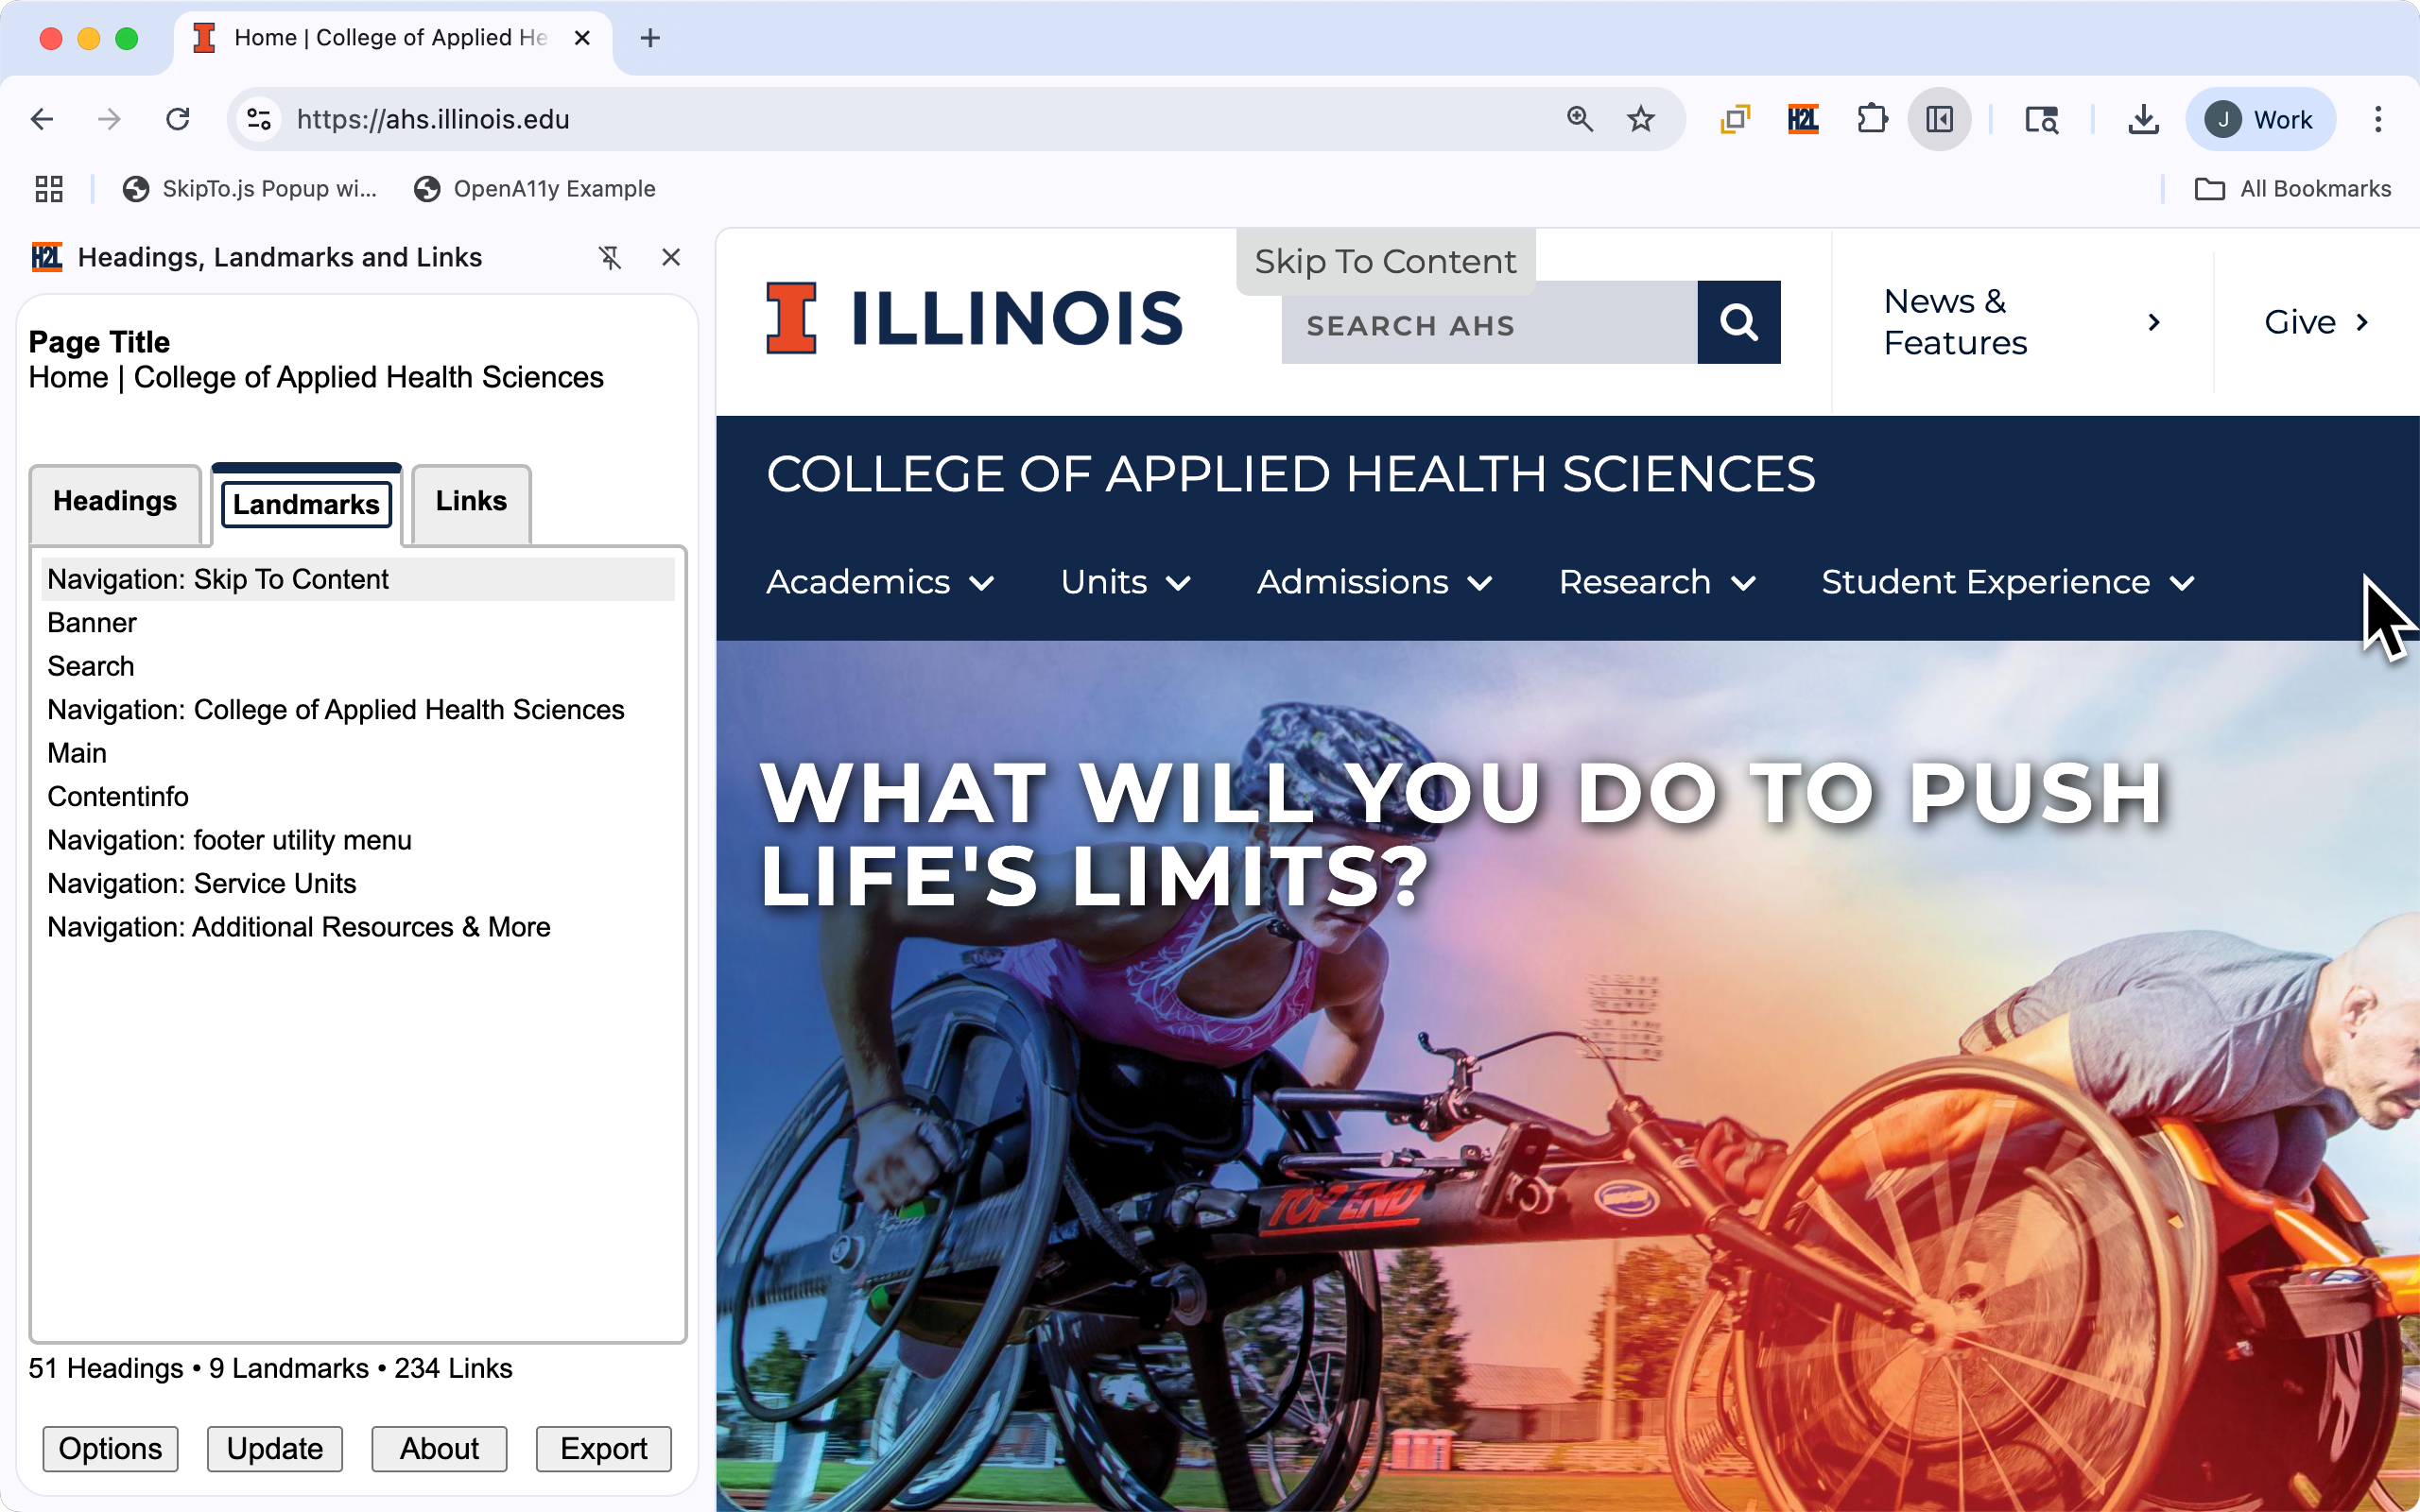 Home | College of Applied He
https://ahs.illinois.edu
H2L
J
Work
SkipTo.js Popup wi...
OpenA11y Example
All Bookmarks
H2L
Headings, Landmarks and Links
Page Title
Home | College of Applied Health Sciences
Headings
Landmarks
Links
Navigation: Skip To Content
Banner
Search
Navigation: College of Applied Health Sciences
Main
Contentinfo
Navigation: footer utility menu
Navigation: Service Units
Navigation: Additional Resources & More
51 Headings • 9 Landmarks • 234 Links
Options
Update
About
Export
Skip To Content
ILLINOIS
SEARCH AHS
News &
Features
Give
COLLEGE OF APPLIED HEALTH SCIENCES
Academics
Units
Admissions
Research
Student Experience
WHAT WILL YOU DO TO PUSH
LIFE'S LIMITS?
TOP END